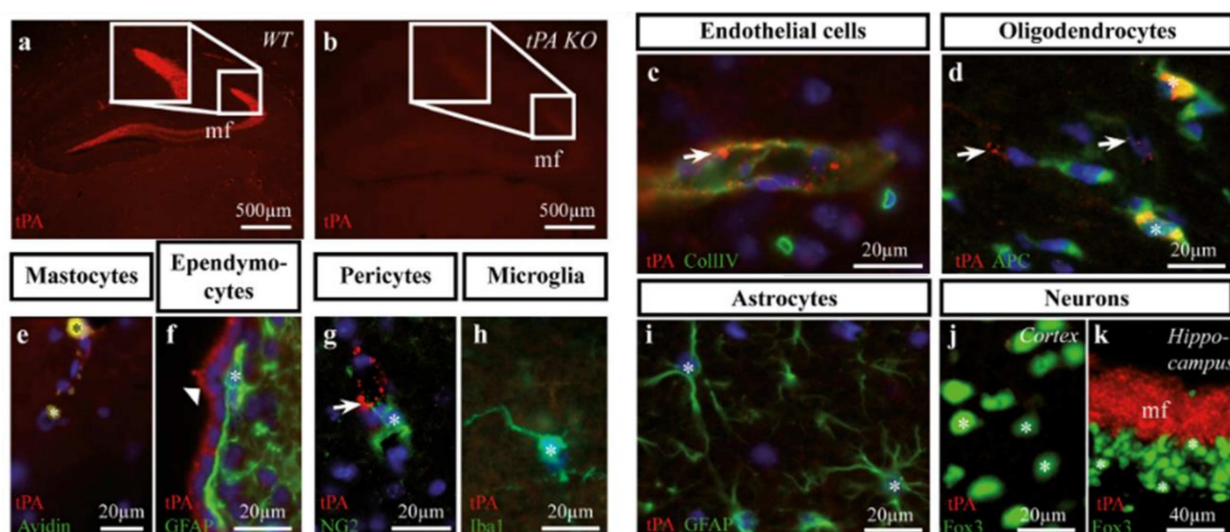 a
WT
mf
tPA
500µm
b
tPA KO
mf
tPA
500µm
Endothelial cells
c
tPA CollIV
20µm
Oligodendrocytes
d
*
*
tPA APC
20µm
Mastocytes
e
*
*
tPA
Avidin
20µm
Ependymo-
cytes
f
*
tPA
GFAP
20µm
Pericytes
g
*
tPA
NG2
20µm
Microglia
h
*
tPA
Iba1
20µm
Astrocytes
i
*
*
tPA GFAP
20µm
Neurons
j
Cortex
*
*
*
tPA
Fox3
20µm
k
Hippo-
campus
mf
*
*
*
tPA
Fox3
40µm